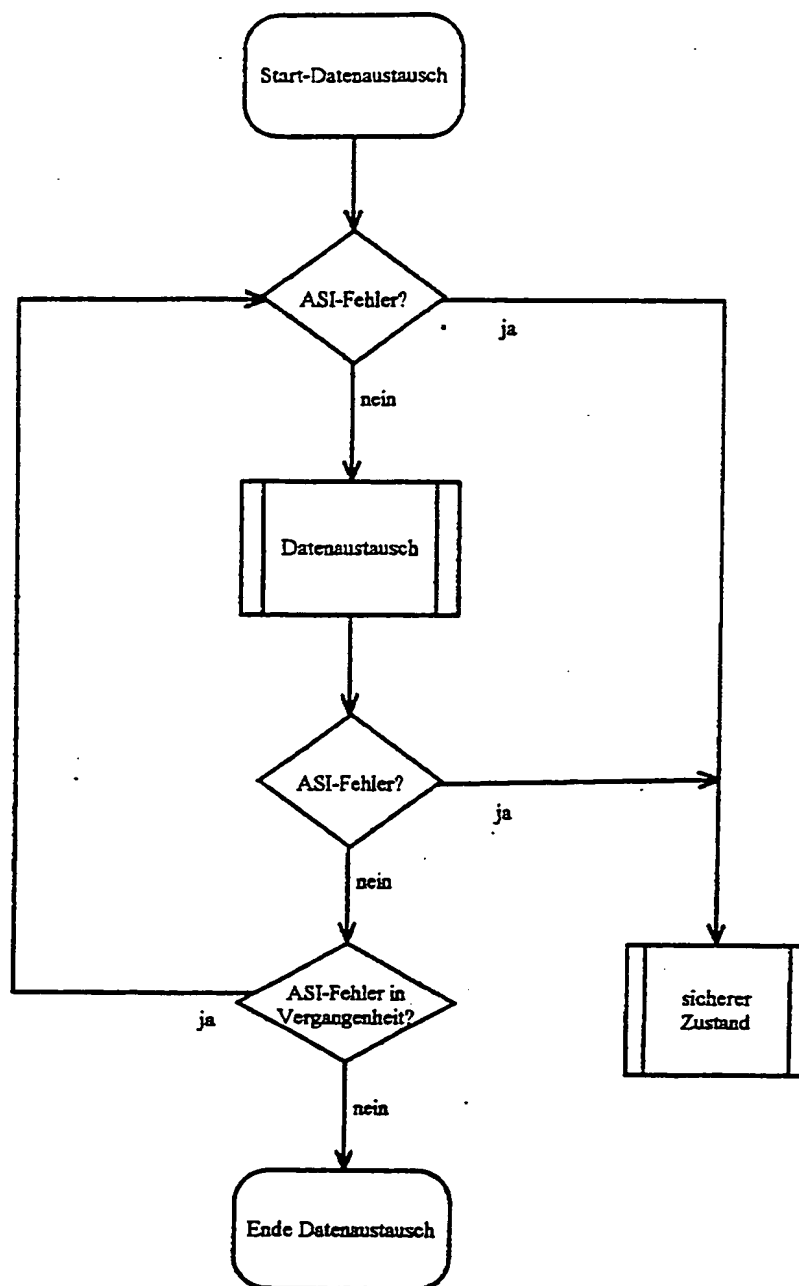 Start-Datenaustausch
ASI-Fehler?
ja
nein
Datenaustausch
ASI-Fehler?
ja
nein
ASI-Fehler in
Vergangenheit?
ja
sicherer
Zustand
nein
Ende Datenaustausch